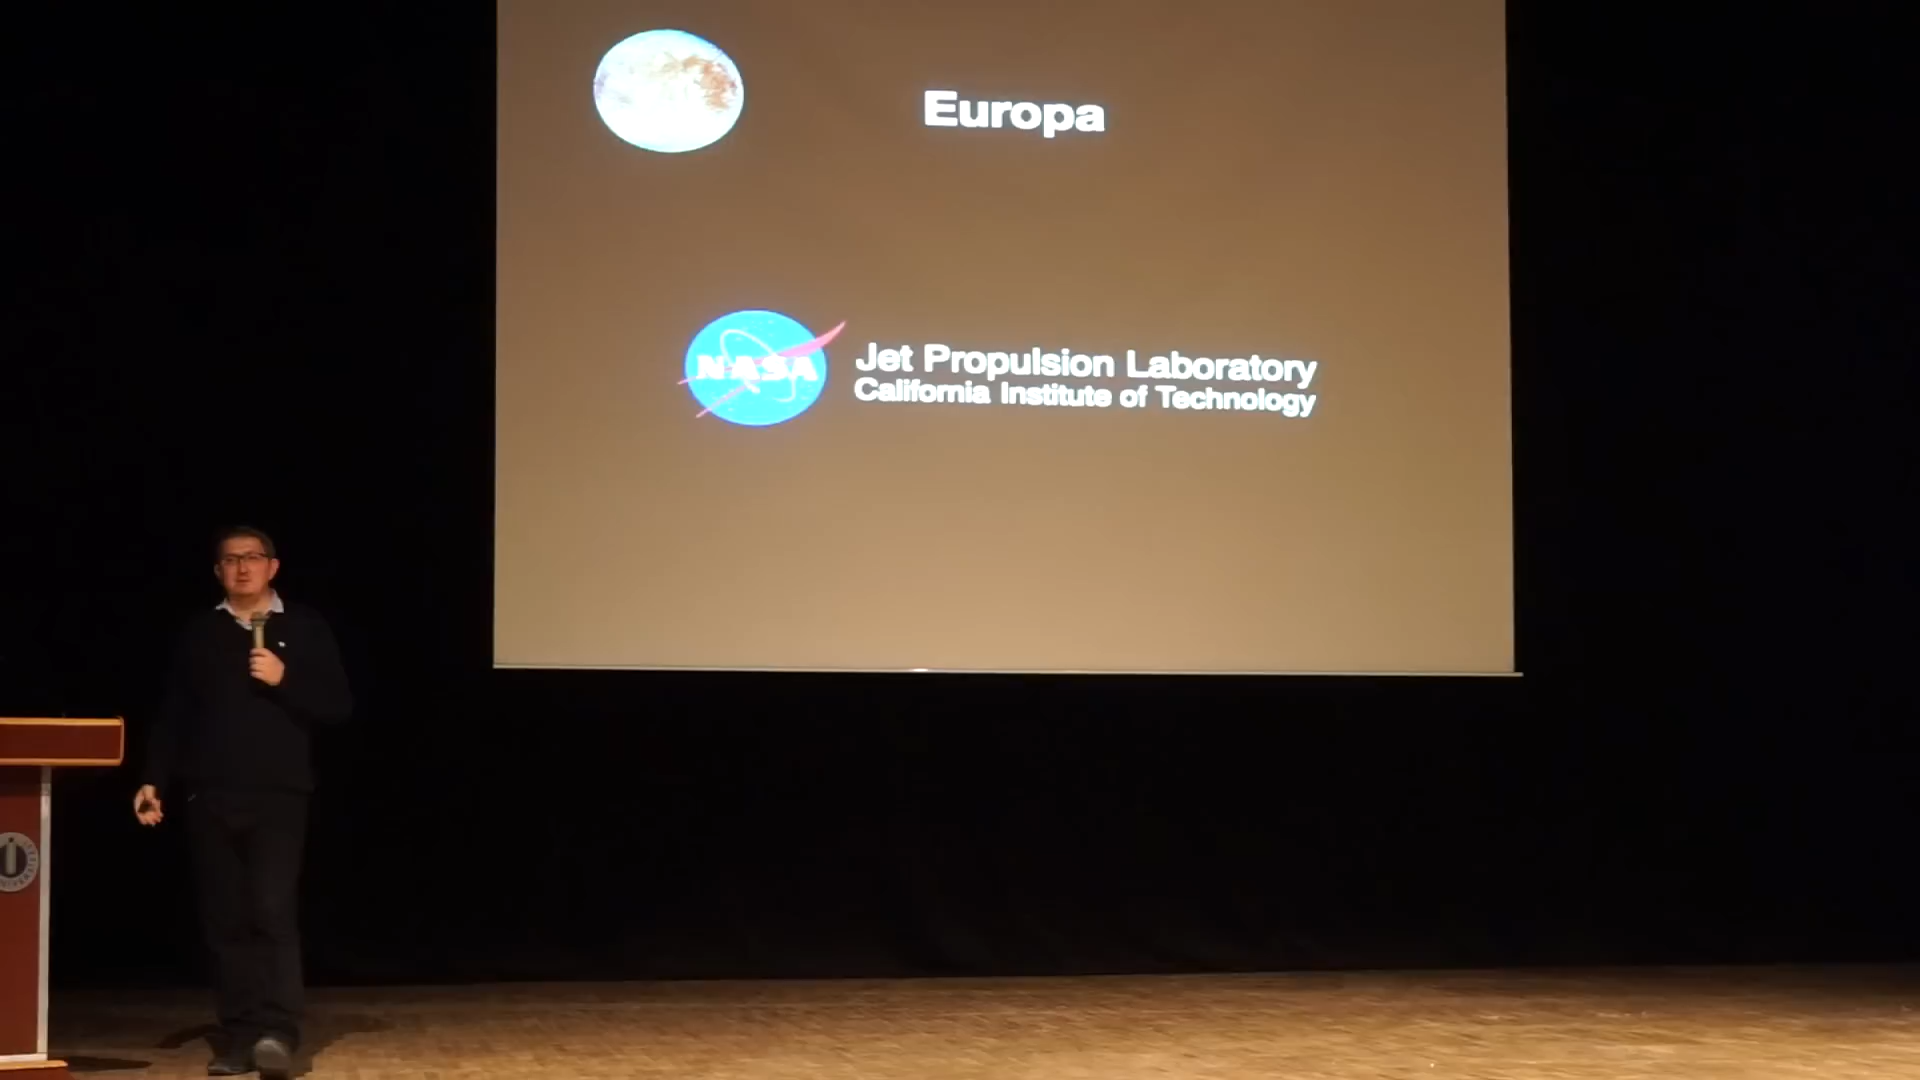 Europa
NASA
Jet Propulsion Laboratory
California Institute of Technology